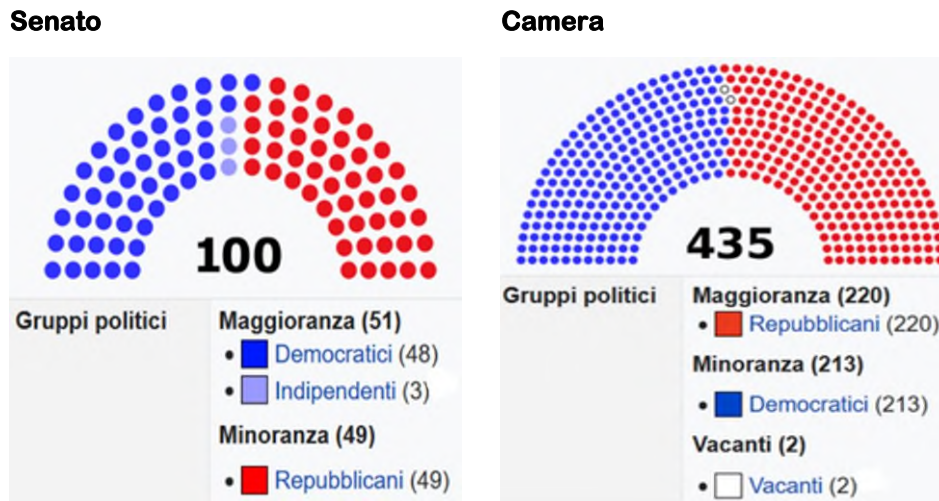 Senato
100
Gruppi politici
Maggioranza (51)
Democratici (48)
Indipendenti (3)
Minoranza (49)
Repubblicani (49)
Camera
435
Gruppi politici
Maggioranza (220)
Repubblicani (220)
Minoranza (213)
Democratici (213)
Vacanti (2)
Vacanti (2)